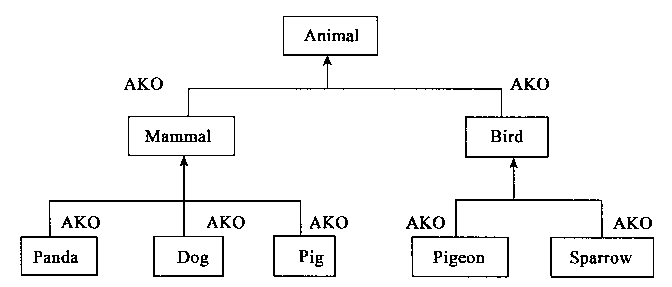 Animal
AKO AKO
Mammal Bird
AKO AKO AKO AKO AKO
Panda Dog Pig Pigeon Sparrow